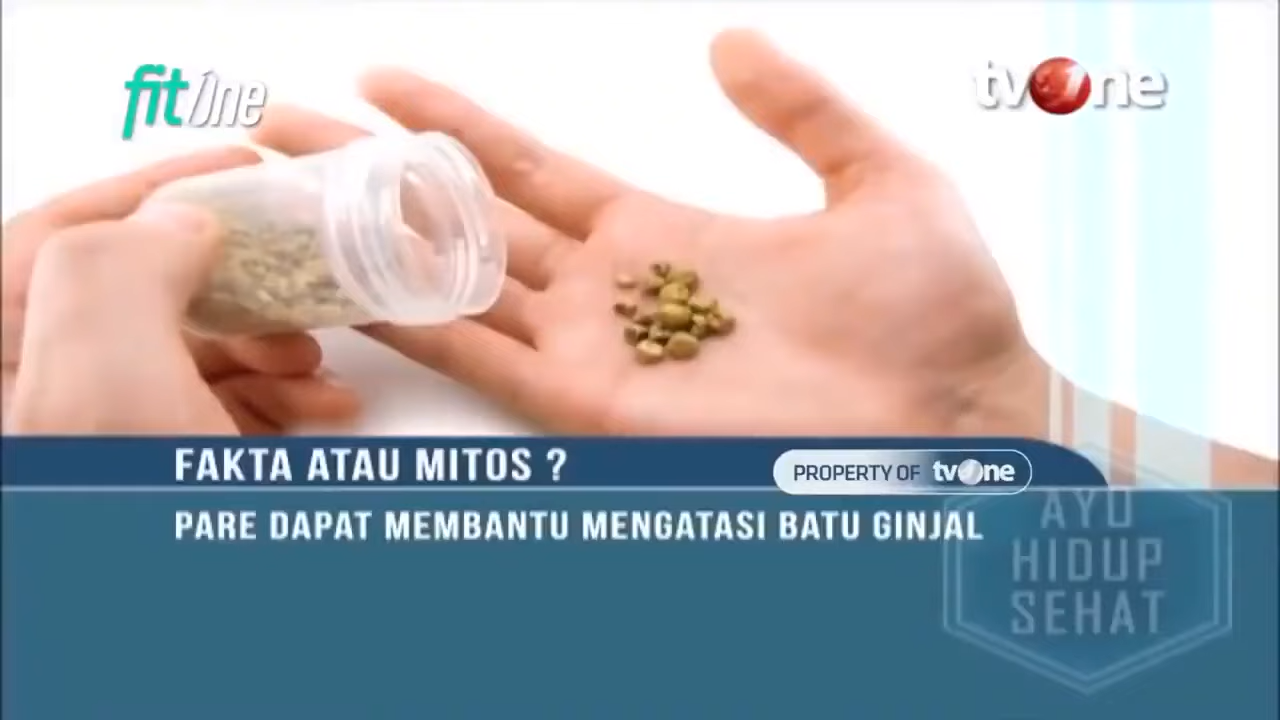 fitOne
tvOne
FAKTA ATAU MITOS ?
PROPERTY OF tvOne
PARE DAPAT MEMBANTU MENGATASI BATU GINJAL
AYO
HIDUP
SEHAT